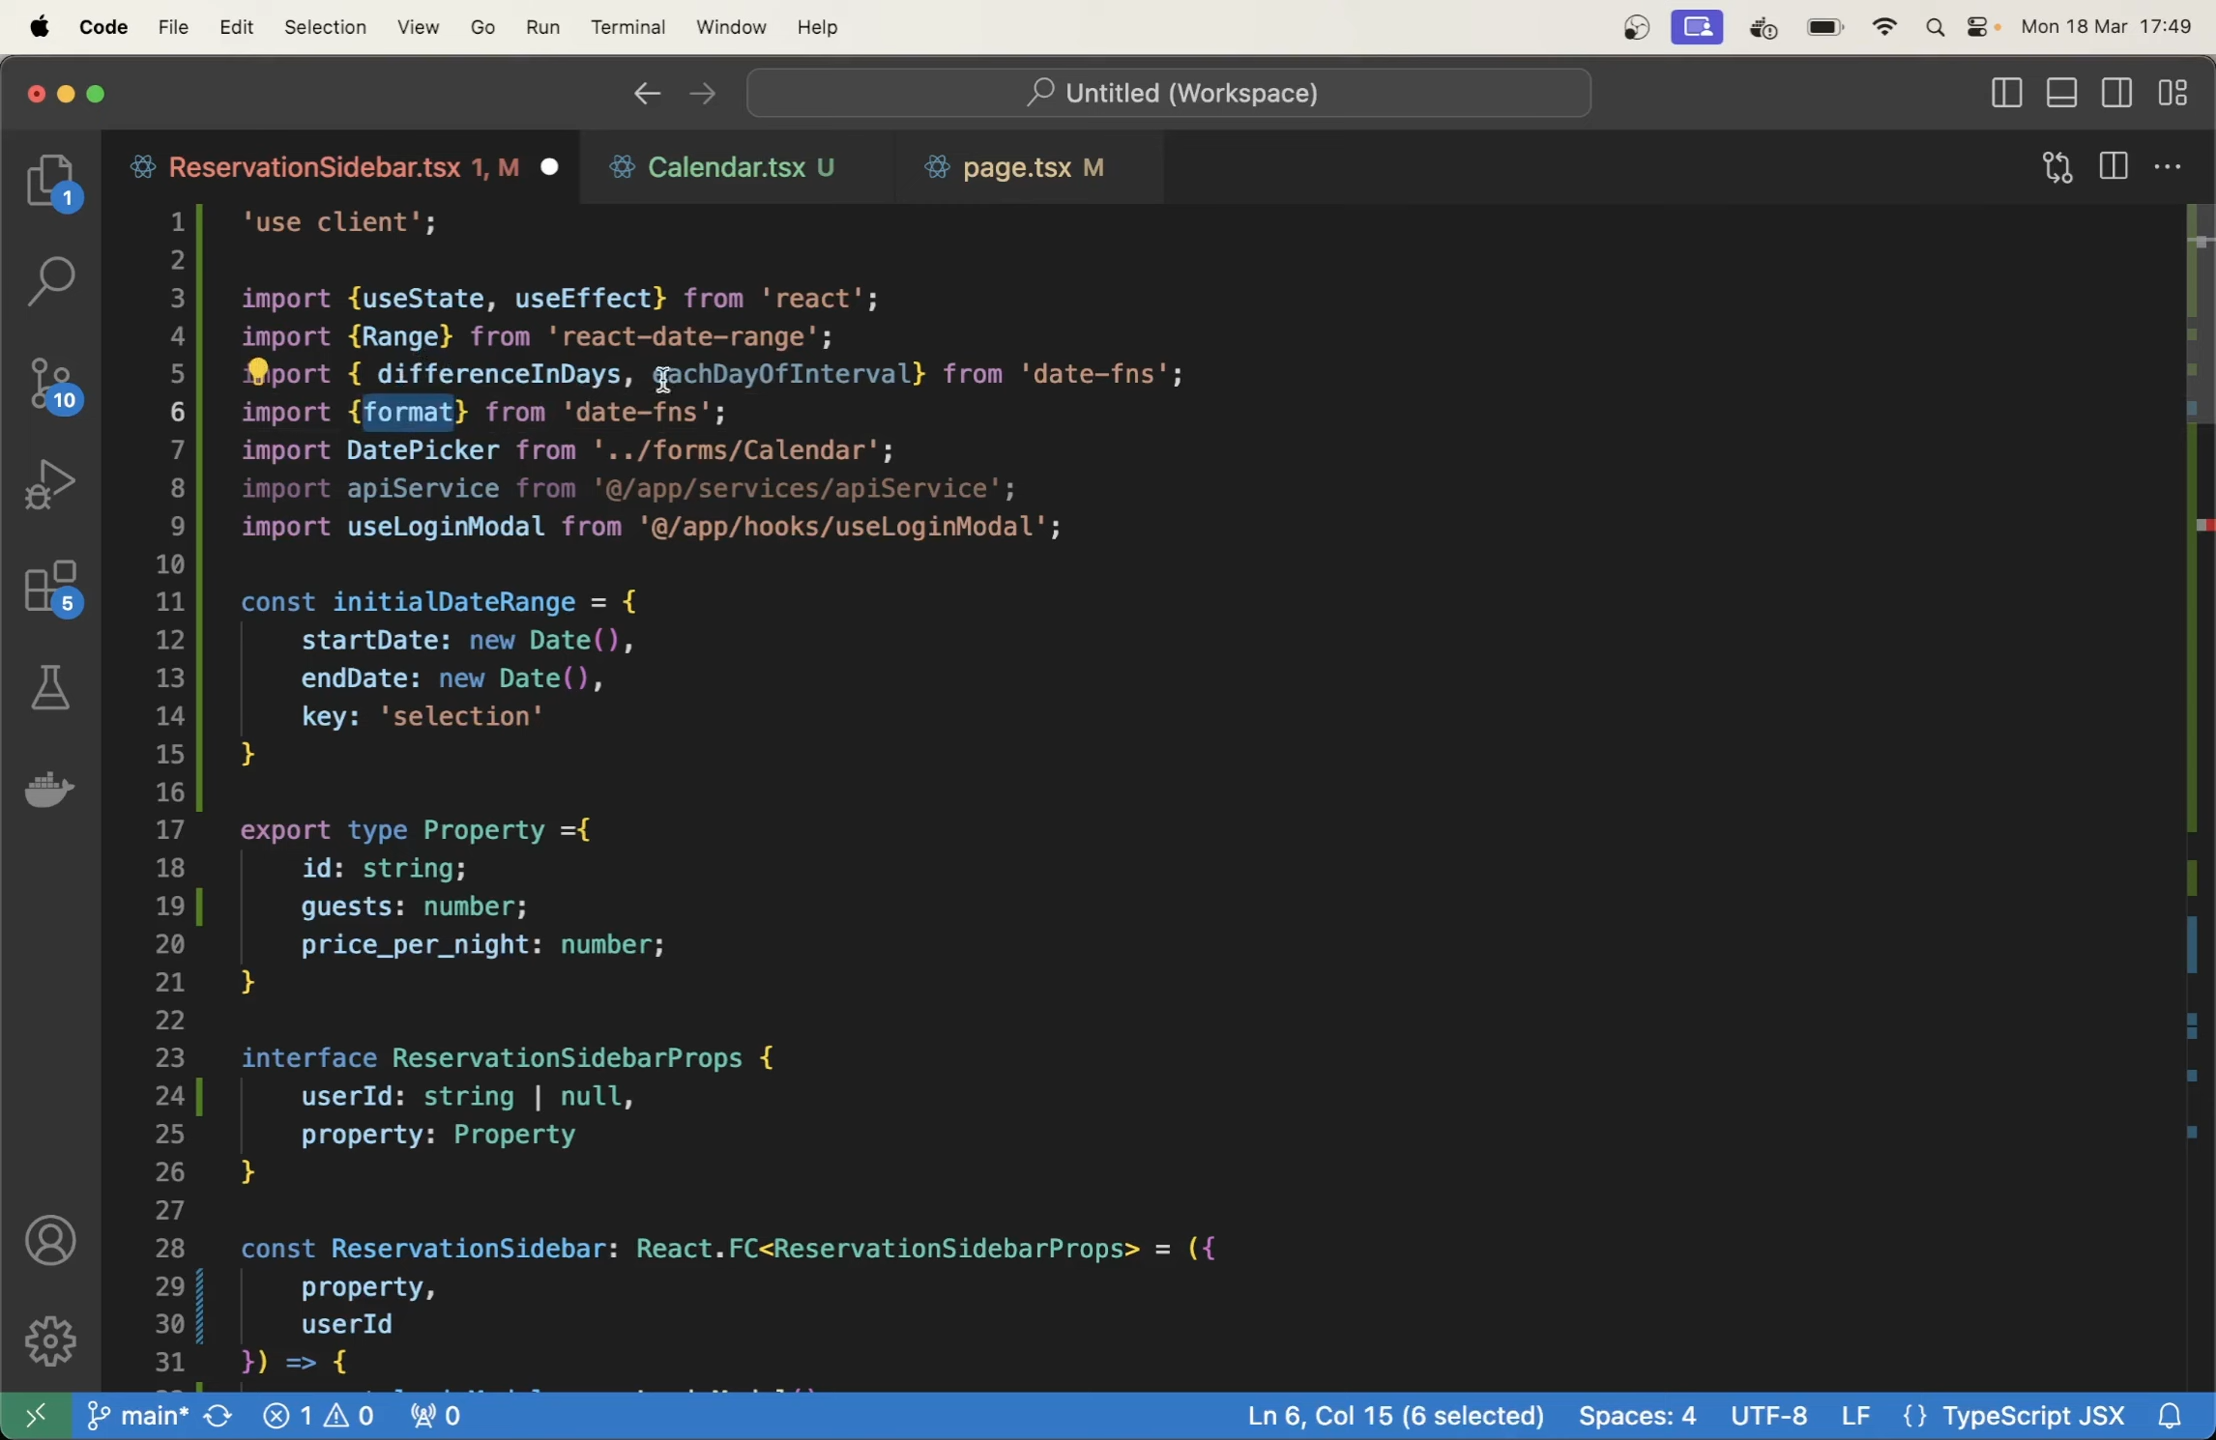 Code File Edit Selection View Go Run Terminal Window Help Mon 18 Mar 17:49
Untitled (Workspace)
ReservationSidebar.tsx 1, M Calendar.tsx U page.tsx M
1 'use client';
2
3 import {useState, useEffect} from 'react';
4 import {Range} from 'react-date-range';
5 import { differenceInDays, eachDayOfInterval} from 'date-fns';
6 import {format} from 'date-fns';
7 import DatePicker from '../forms/Calendar';
8 import apiService from '@/app/services/apiService';
9 import useLoginModal from '@/app/hooks/useLoginModal';
10
11 const initialDateRange = {
12 startDate: new Date(),
13 endDate: new Date(),
14 key: 'selection'
15 }
16
17 export type Property ={
18 id: string;
19 guests: number;
20 price_per_night: number;
21 }
22
23 interface ReservationSidebarProps {
24 userId: string | null,
25 property: Property
26 }
27
28 const ReservationSidebar: React.FC<ReservationSidebarProps> = ({
29 property,
30 userId
31 }) => {
1
10
5
main* 1 0 0 Ln 6, Col 15 (6 selected) Spaces: 4 UTF-8 LF {} TypeScript JSX